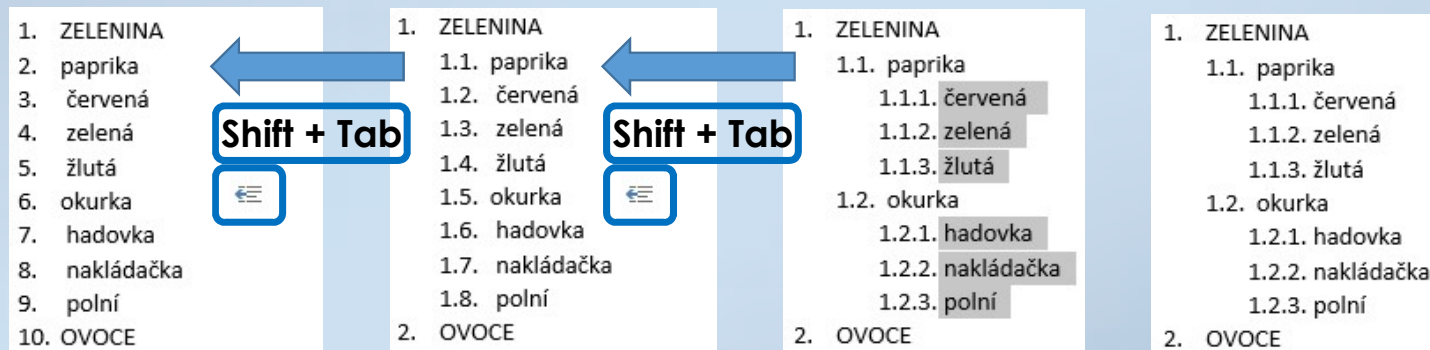 1. ZELENINA
2. paprika
3. červená
4. zelená
5. žlutá
6. okurka
7. hadovka
8. nakládačka
9. polní
10. OVOCE
Shift + Tab
1. ZELENINA
1.1. paprika
1.2. červená
1.3. zelená
1.4. žlutá
1.5. okurka
1.6. hadovka
1.7. nakládačka
1.8. polní
2. OVOCE
Shift + Tab
1. ZELENINA
1.1. paprika
1.1.1. červená
1.1.2. zelená
1.1.3. žlutá
1.2. okurka
1.2.1. hadovka
1.2.2. nakládačka
1.2.3. polní
2. OVOCE
1. ZELENINA
1.1. paprika
1.1.1. červená
1.1.2. zelená
1.1.3. žlutá
1.2. okurka
1.2.1. hadovka
1.2.2. nakládačka
1.2.3. polní
2. OVOCE